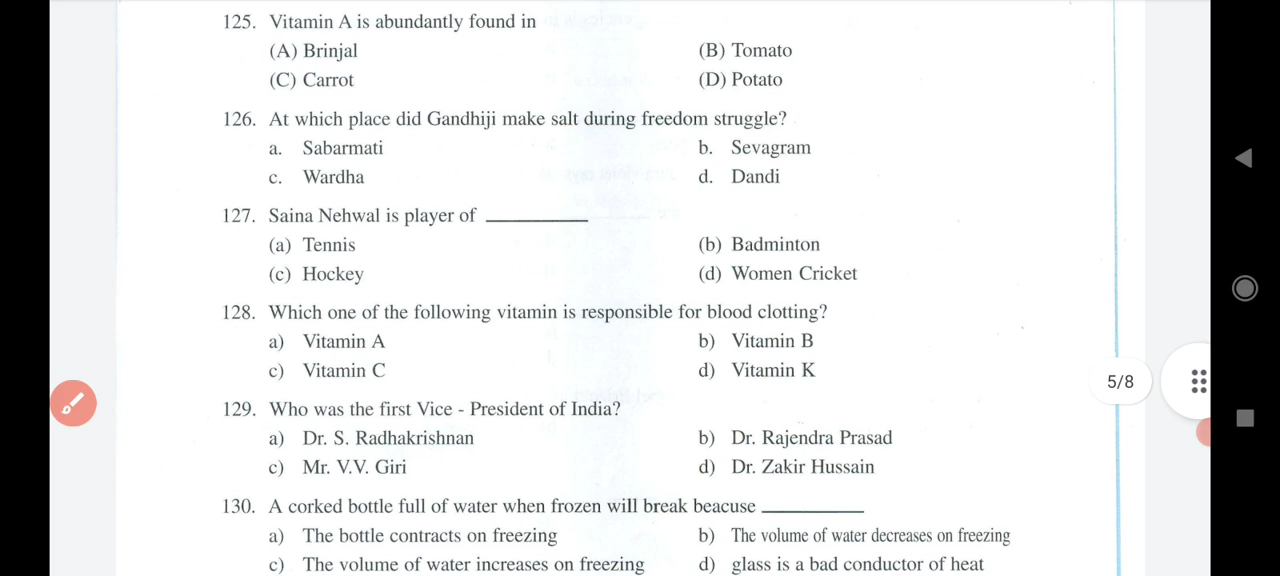 125. Vitamin A is abundantly found in
(A) Brinjal (B) Tomato
(C) Carrot (D) Potato
126. At which place did Gandhiji make salt during freedom struggle?
a. Sabarmati b. Sevagram
c. Wardha d. Dandi
127. Saina Nehwal is player of __________
(a) Tennis (b) Badminton
(c) Hockey (d) Women Cricket
128. Which one of the following vitamin is responsible for blood clotting?
a) Vitamin A b) Vitamin B
c) Vitamin C d) Vitamin K
5/8
129. Who was the first Vice - President of India?
a) Dr. S. Radhakrishnan b) Dr. Rajendra Prasad
c) Mr. V.V. Giri d) Dr. Zakir Hussain
130. A corked bottle full of water when frozen will break beacuse __________
a) The bottle contracts on freezing b) The volume of water decreases on freezing
c) The volume of water increases on freezing d) glass is a bad conductor of heat